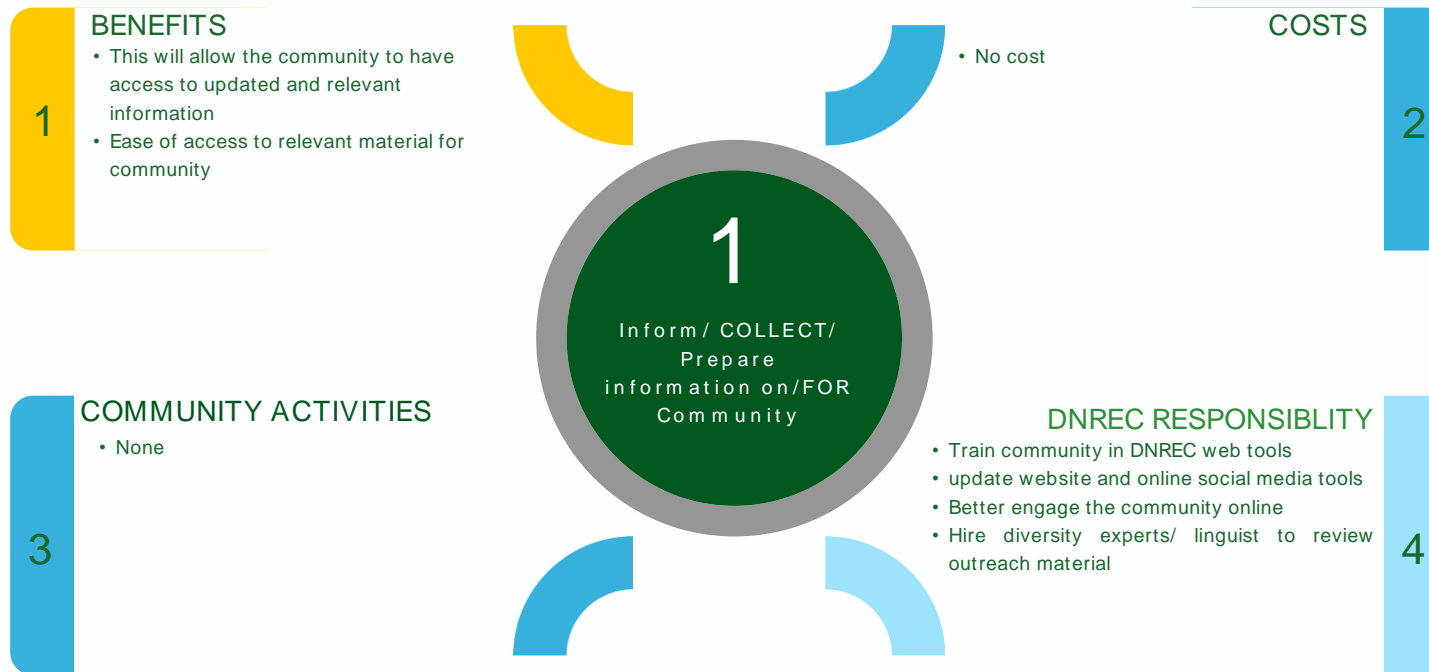 1
BENEFITS
• This will allow the community to have
access to updated and relevant
information
• Ease of access to relevant material for
community
COSTS
• No cost
2
1
Inform/ COLLECT/
Prepare
information on/FOR
Community
3
COMMUNITY ACTIVITIES
• None
DNREC RESPONSIBLITY
• Train community in DNREC web tools
• update website and online social media tools
• Better engage the community online
• Hire diversity experts/ linguist to review
outreach material
4